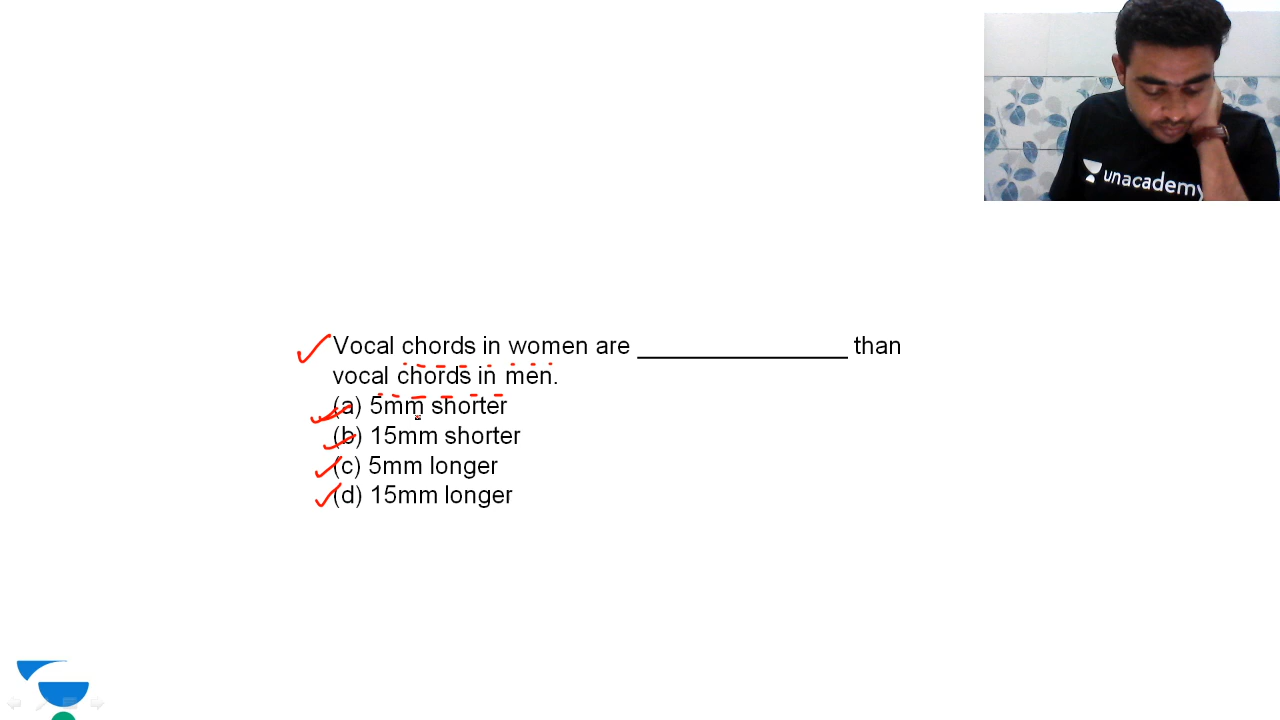 unacademy
Vocal chords in women are _______________ than
vocal chords in men.
(a) 5mm shorter
(b) 15mm shorter
(c) 5mm longer
(d) 15mm longer